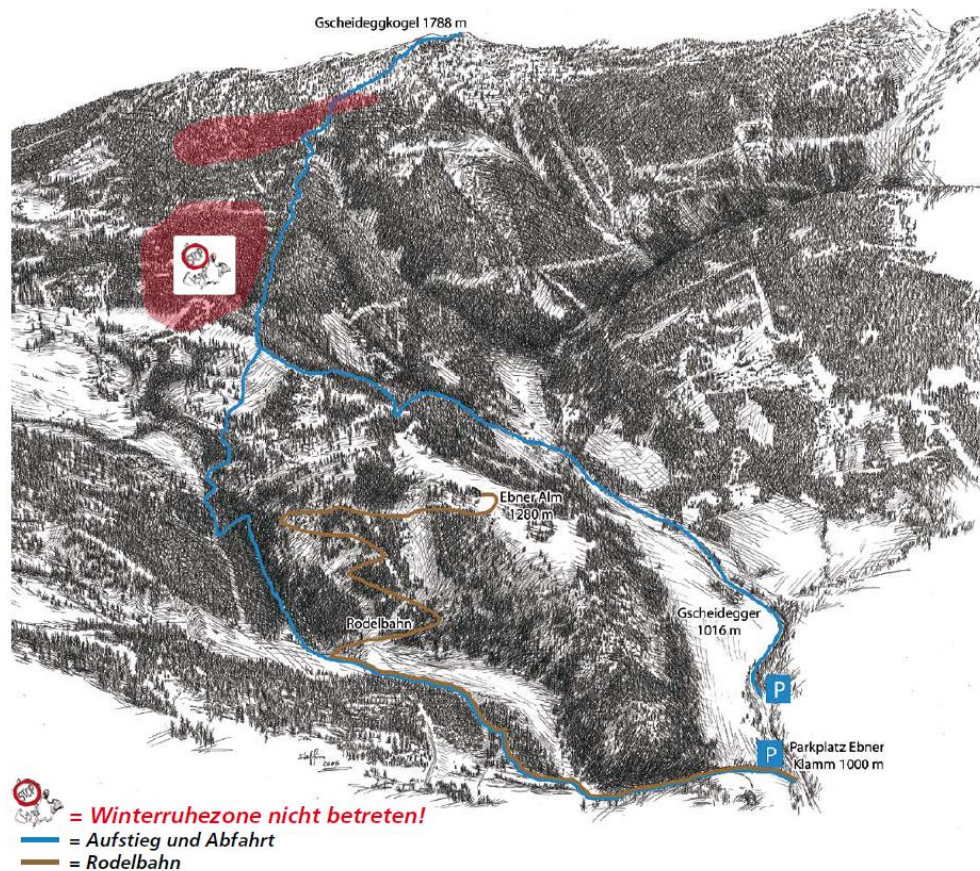 Gscheideggkogel 1788 m
Ebner Alm
1280 m
Rodelbahn
Gscheidegger
1016 m
P
P
Parkplatz Ebner
Klamm 1000 m
2005
= Winterruhezone nicht betreten!
= Aufstieg und Abfahrt
= Rodelbahn